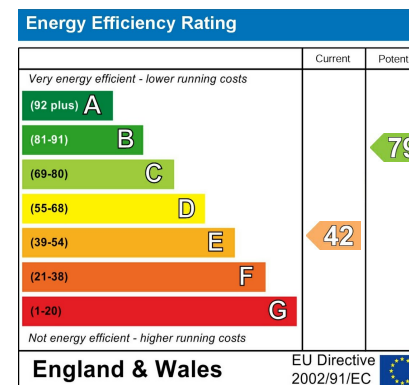 Energy Efficiency Rating
Current Potent
Very energy efficient - lower running costs
(92 plus) A
(81-91) B
79
(69-80) C
(55-68) D
(39-54) E
42
(21-38) F
(1-20) G
Not energy efficient - higher running costs
England & Wales
EU Directive
2002/91/EC